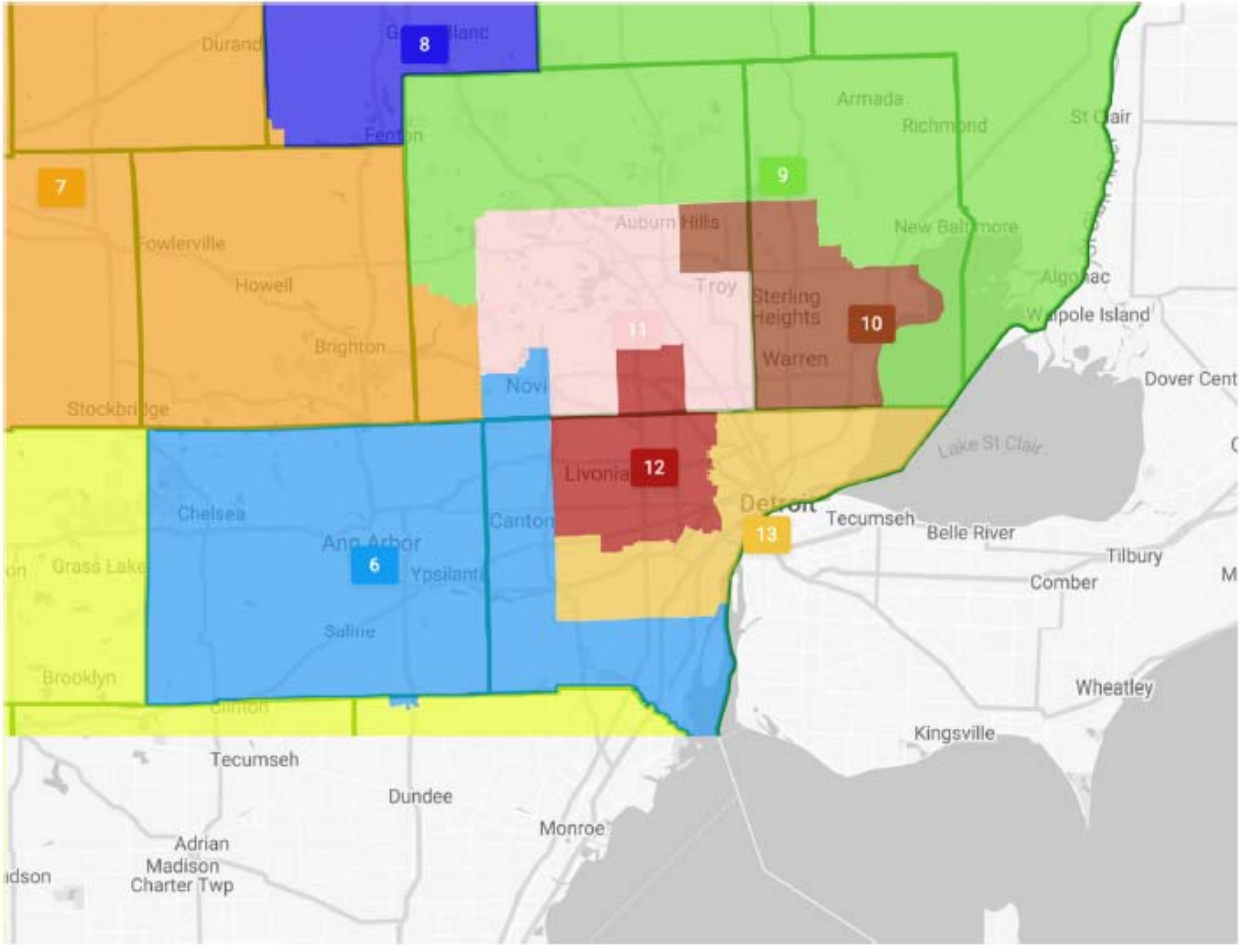 Durand
8
Fenton
Armada
Richmond
St Clair
7
9
Fowlerville
Auburn Hills
New Baltimore
Howell
Troy
Algonac
Sterling
Heights
Walpole Island
11
10
Brighton
Warren
Novi
Dover Cent
Stockbridge
Lake St Clair
Livonia
12
Chelsea
Canton
Detroit
Tecumseh
Belle River
13
Ann Arbor
Tilbury
Grass Lake
6
Ypsilanti
Comber
Saline
Brooklyn
Wheatley
Clinton
Kingsville
Tecumseh
Dundee
Monroe
Adrian
Madison
Charter Twp